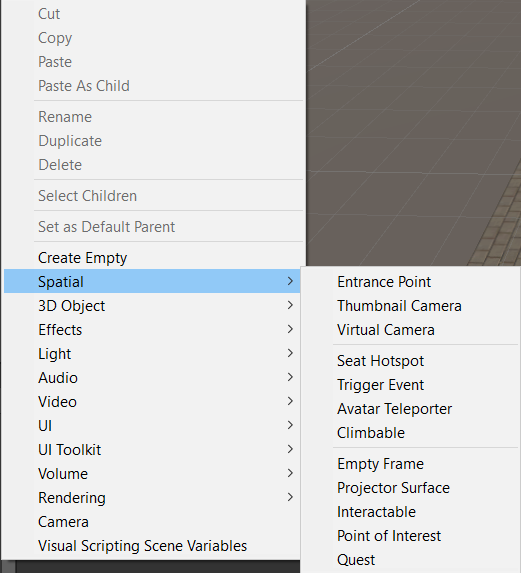 Cut
Copy
Paste
Paste As Child
Rename
Duplicate
Delete
Select Children
Set as Default Parent
Create Empty
Spatial
3D Object
Effects
Light
Audio
Video
UI
UI Toolkit
Volume
Rendering
Camera
Visual Scripting Scene Variables
Entrance Point
Thumbnail Camera
Virtual Camera
Seat Hotspot
Trigger Event
Avatar Teleporter
Climbable
Empty Frame
Projector Surface
Interactable
Point of Interest
Quest